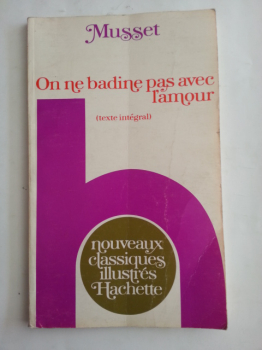 Musset
On ne badine pas avec
l'amour
(texte intégral)
nouveaux
classiques
illustrés
Hachette